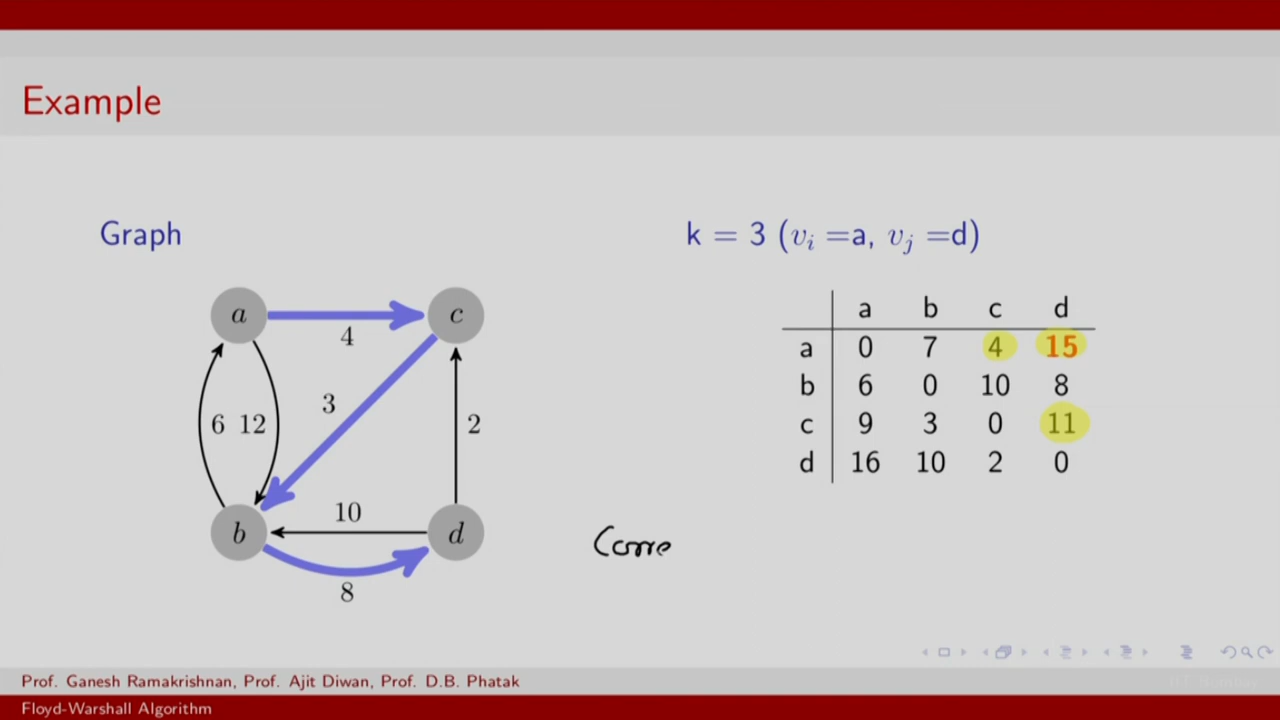 Example
Graph
k = 3 (v_i =a, v_j =d)
a b c d
a 0 7 4 15
b 6 0 10 8
c 9 3 0 11
d 16 10 2 0
a c
4
3
6 12 2
10
b d
8
Corre
Prof. Ganesh Ramakrishnan, Prof. Ajit Diwan, Prof. D.B. Phatak
Floyd-Warshall Algorithm